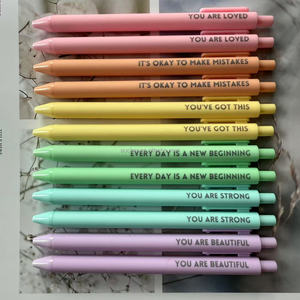 YOU ARE LOVED
YOU ARE LOVED
IT'S OKAY TO MAKE MISTAKES
IT'S OKAY TO MAKE MISTAKES
YOU'VE GOT THIS
YOU'VE GOT THIS
EVERY DAY IS A NEW BEGINNING
EVERY DAY IS A NEW BEGINNING
YOU ARE STRONG
YOU ARE STRONG
YOU ARE BEAUTIFUL
YOU ARE BEAUTIFUL